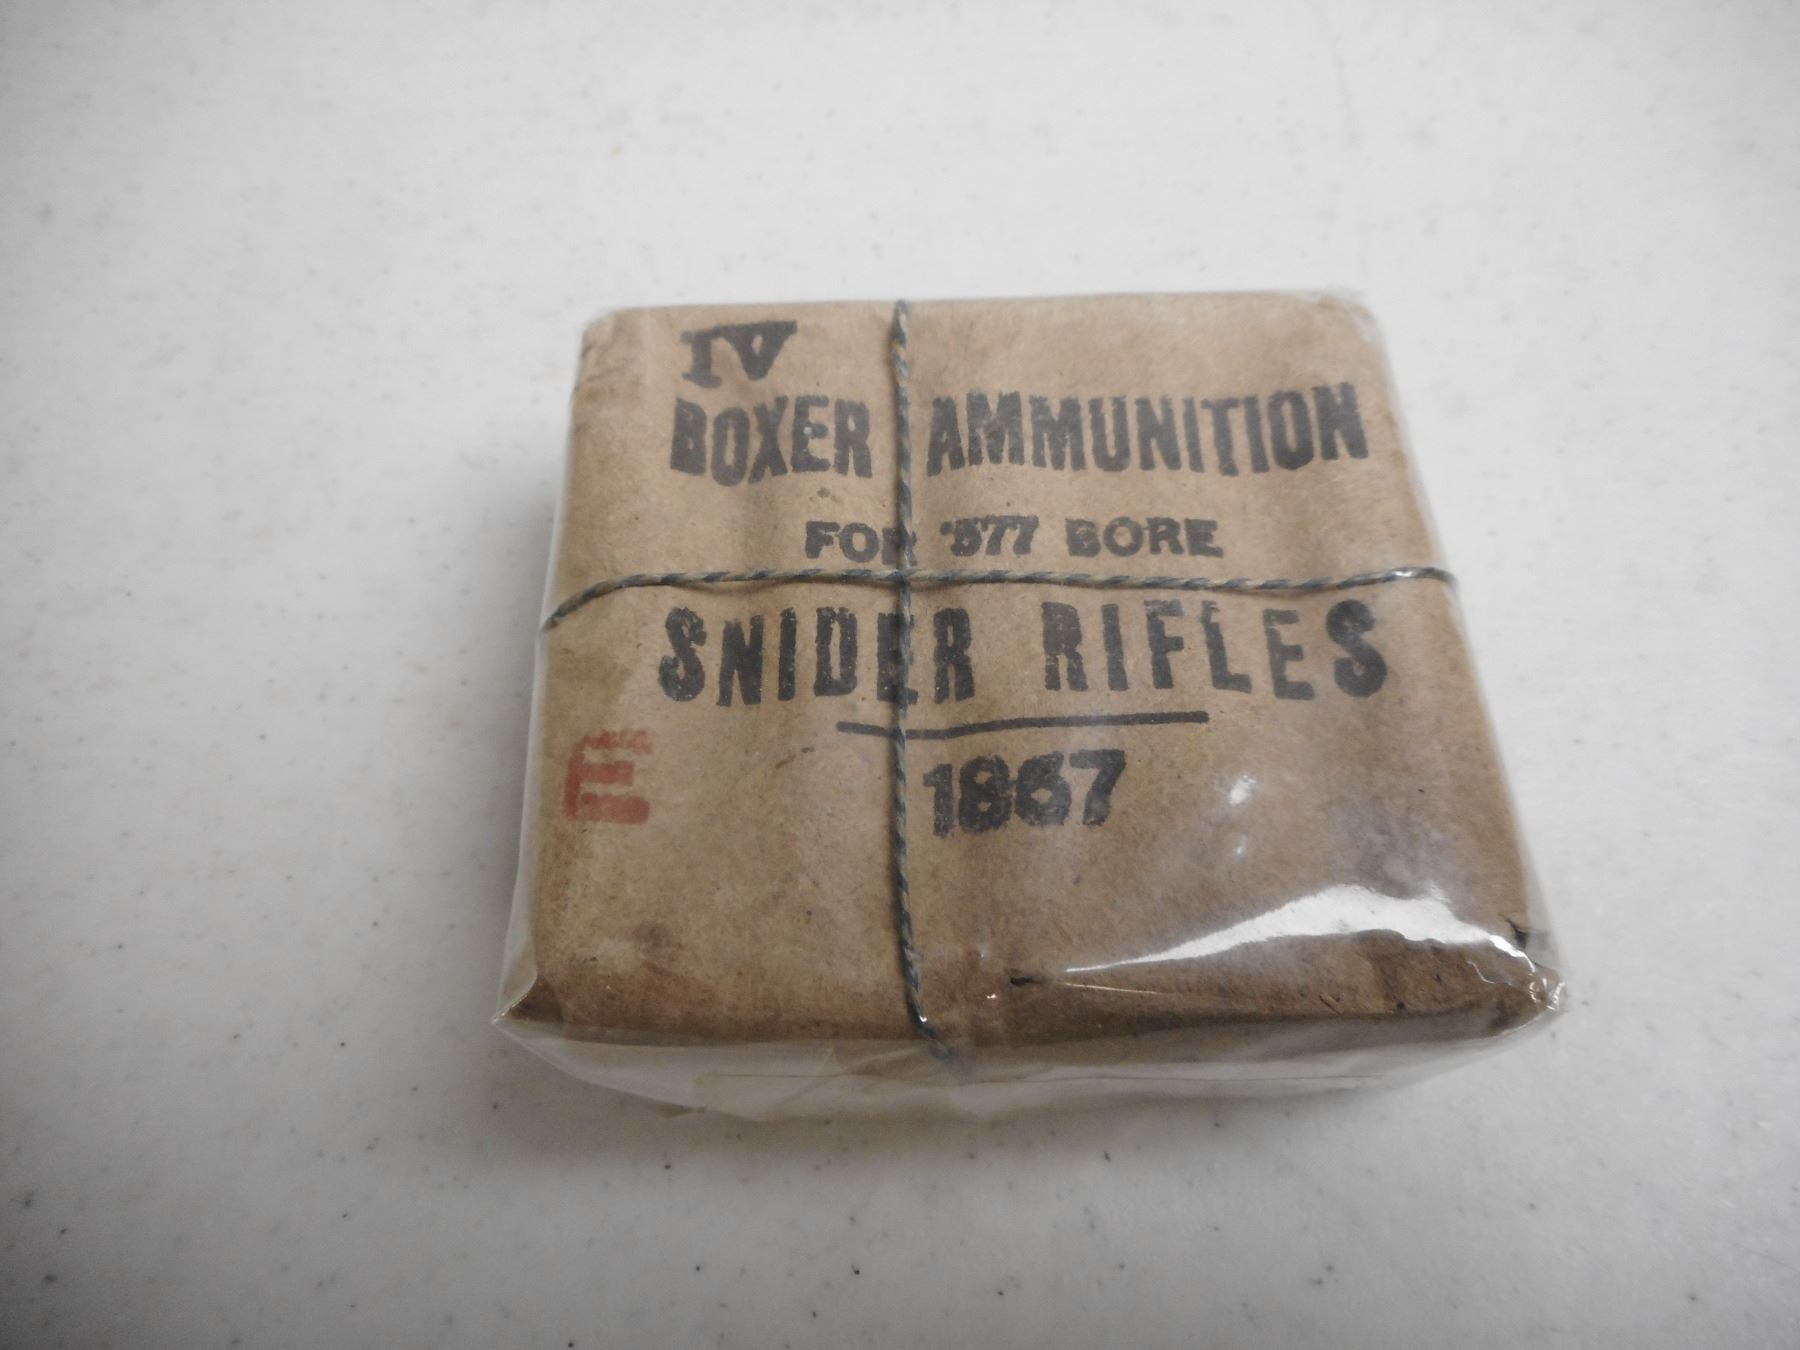 IV
BOXER AMMUNITION
FOR ·577 BORE
SNIDER RIFLES
E
1867